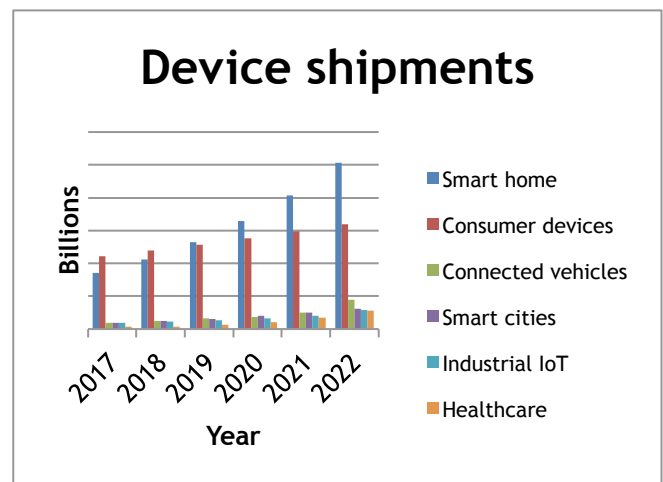 Device shipments
Billions
2017
2018
2019
2020
2021
2022
Year
Smart home
Consumer devices
Connected vehicles
Smart cities
Industrial IoT
Healthcare